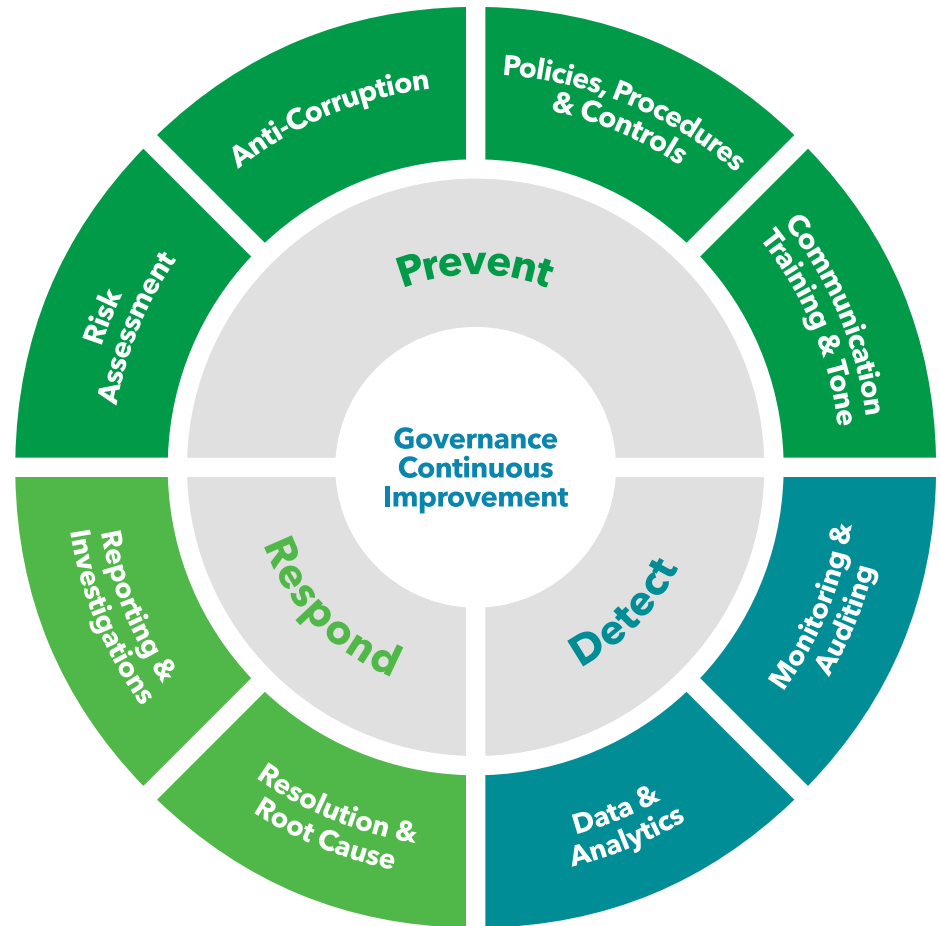 Anti-Corruption
Policies, Procedures
& Controls
Communication
Training & Tone
Risk
Assessment
Prevent
Governance
Continuous
Improvement
Respond
Detect
Monitoring &
Auditing
Data &
Analytics
Resolution &
Root Cause
Reporting &
Investigations